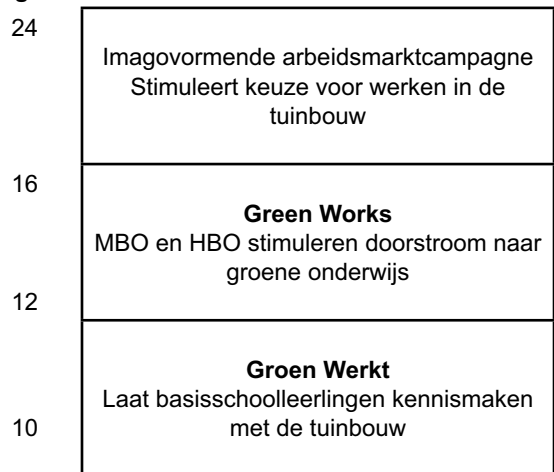 24
Imagovormende arbeidsmarktcampagne
Stimuleert keuze voor werken in de
tuinbouw
16
Green Works
MBO en HBO stimuleren doorstroom naar
groene onderwijs
12
Groen Werkt
Laat basisschoolleerlingen kennismaken
met de tuinbouw
10